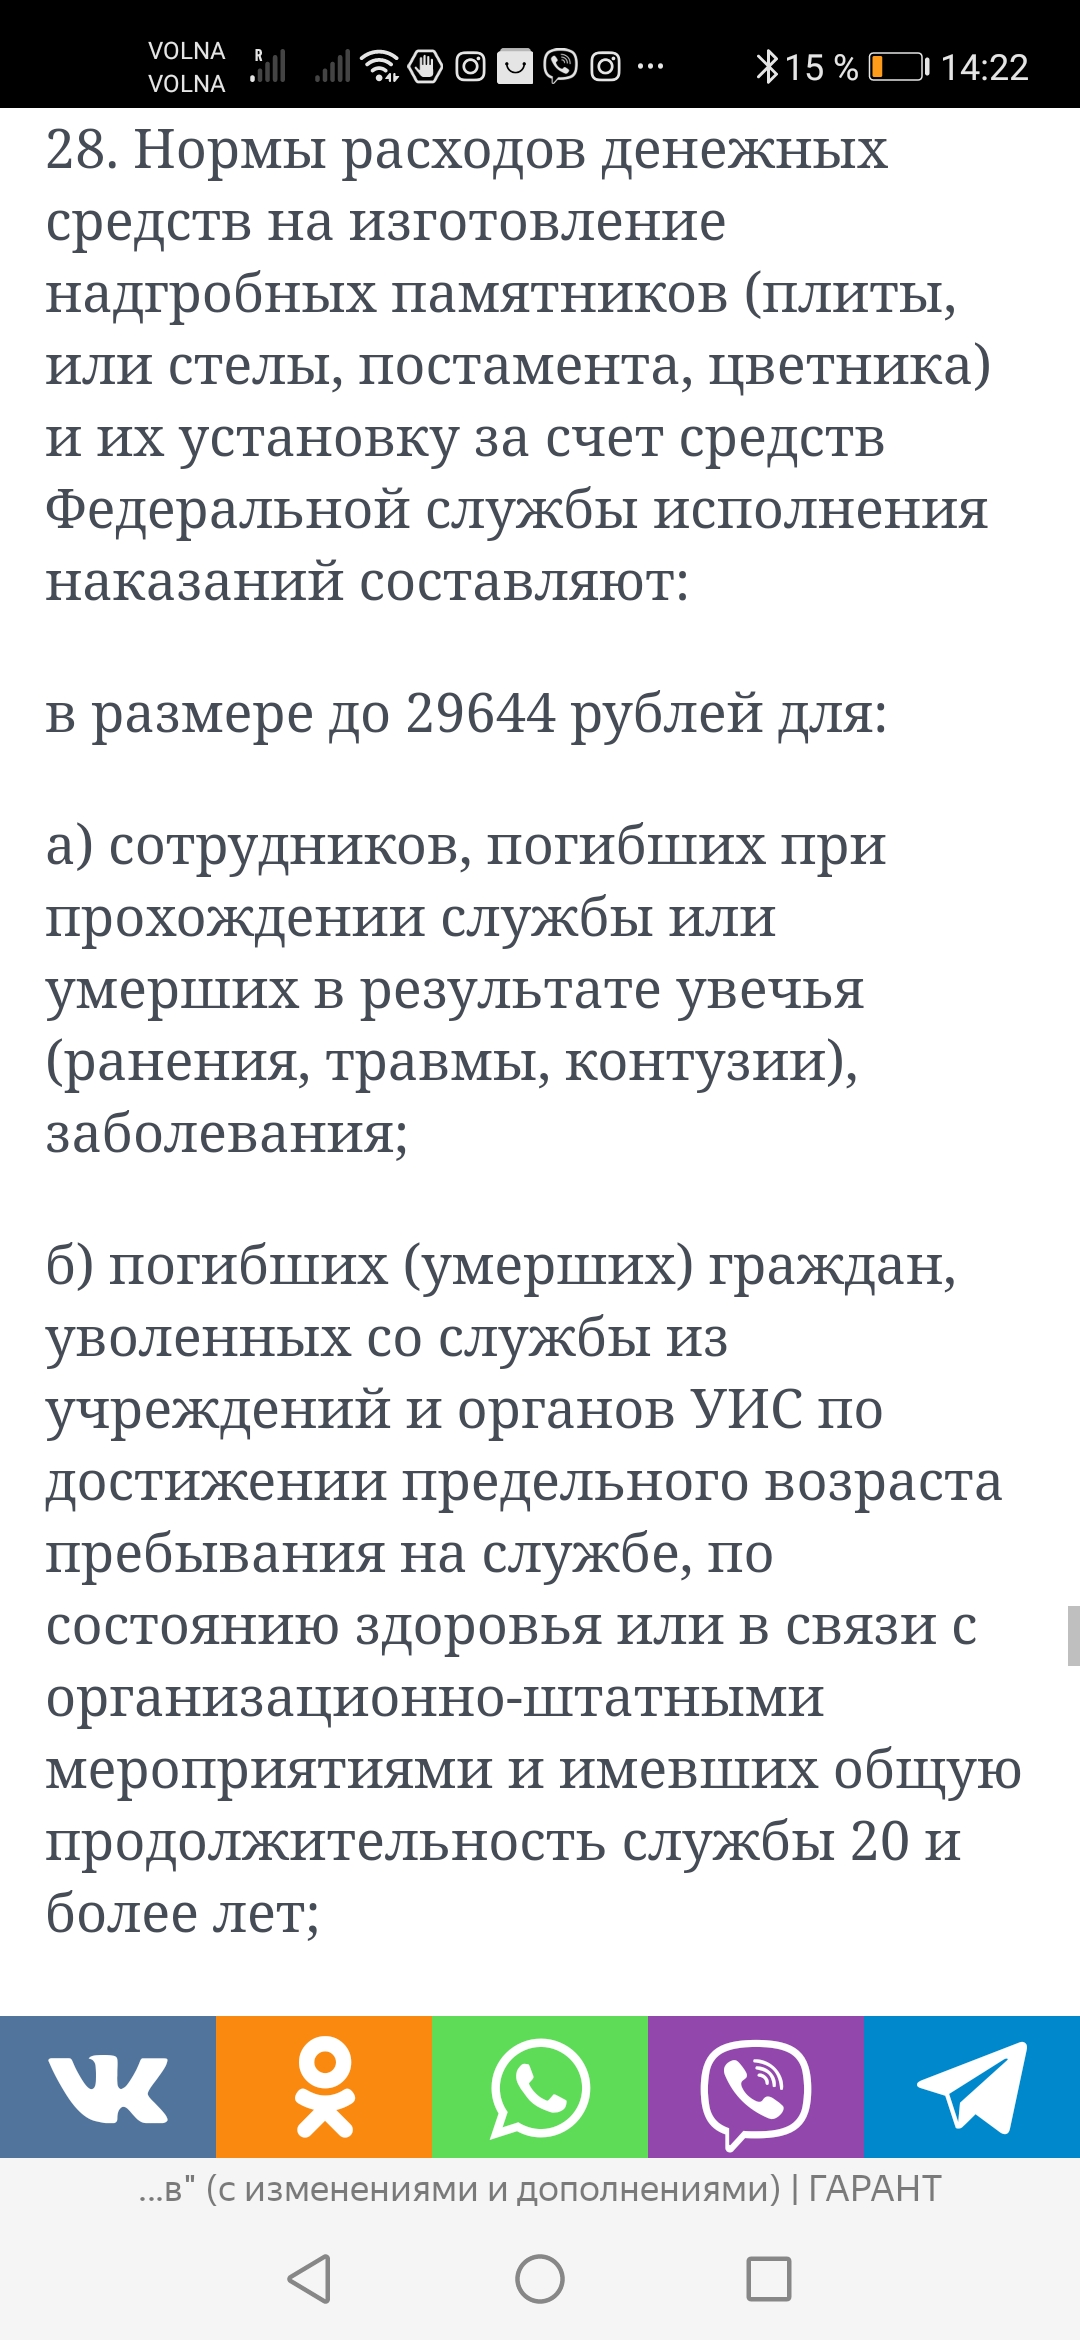 VOLNA
VOLNA
R
15 %
14:22
28. Нормы расходов денежных
средств на изготовление
надгробных памятников (плиты,
или стелы, постамента, цветника)
и их установку за счет средств
Федеральной службы исполнения
наказаний составляют:
в размере до 29644 рублей для:
а) сотрудников, погибших при
прохождении службы или
умерших в результате увечья
(ранения, травмы, контузии),
заболевания;
б) погибших (умерших) граждан,
уволенных со службы из
учреждений и органов УИС по
достижении предельного возраста
пребывания на службе, по
состоянию здоровья или в связи с
организационно-штатными
мероприятиями и имевших общую
продолжительность службы 20 и
более лет;
...в" (с изменениями и дополнениями) | ГАРАНТ